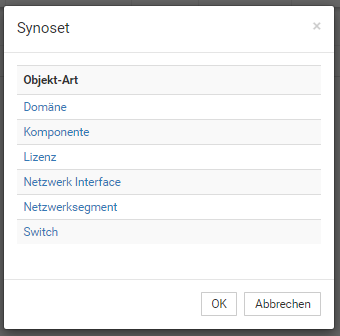 Synoset
×
Objekt-Art
Domäne
Komponente
Lizenz
Netzwerk Interface
Netzwerksegment
Switch
OK Abbrechen